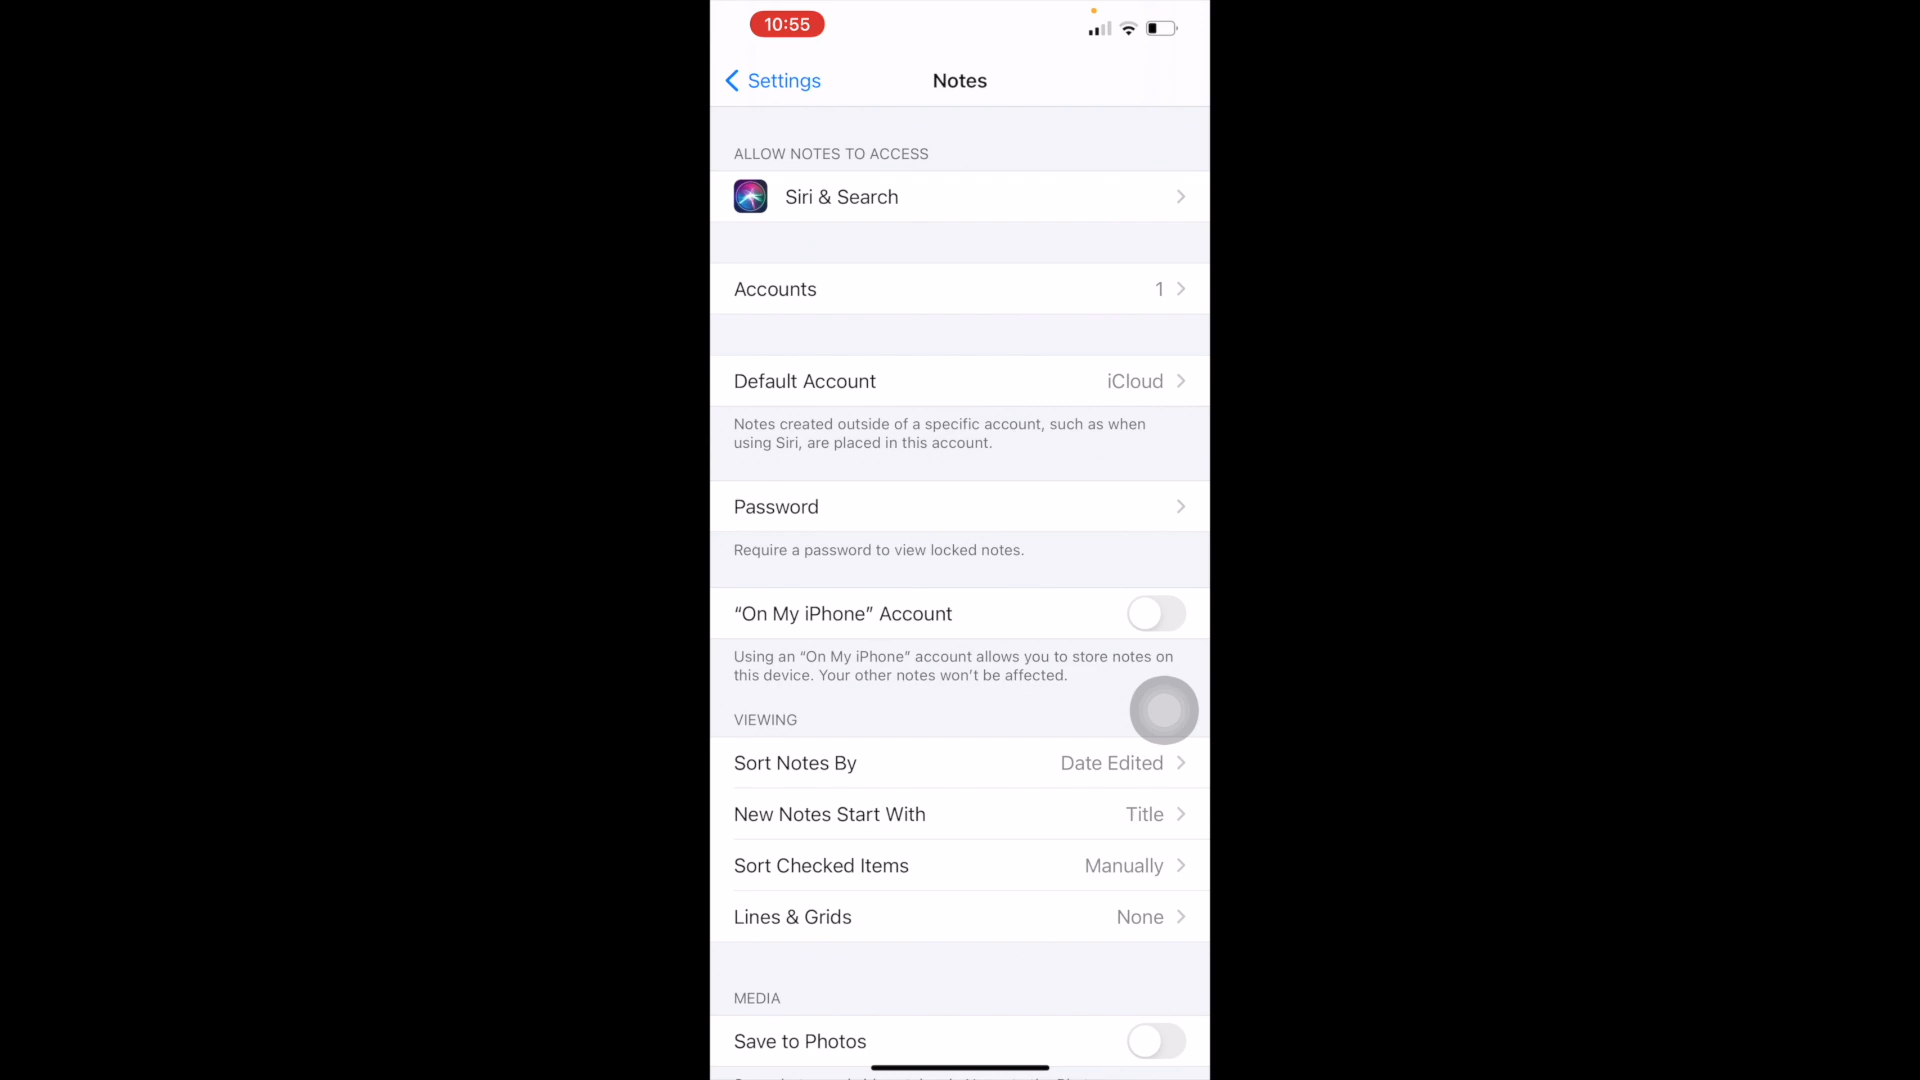 10:55
Settings
Notes
ALLOW NOTES TO ACCESS
Siri & Search
Accounts 1
Default Account iCloud
Notes created outside of a specific account, such as when
using Siri, are placed in this account.
Password
Require a password to view locked notes.
“On My iPhone” Account
Using an “On My iPhone” account allows you to store notes on
this device. Your other notes won’t be affected.
VIEWING
Sort Notes By Date Edited
New Notes Start With Title
Sort Checked Items Manually
Lines & Grids None
MEDIA
Save to Photos